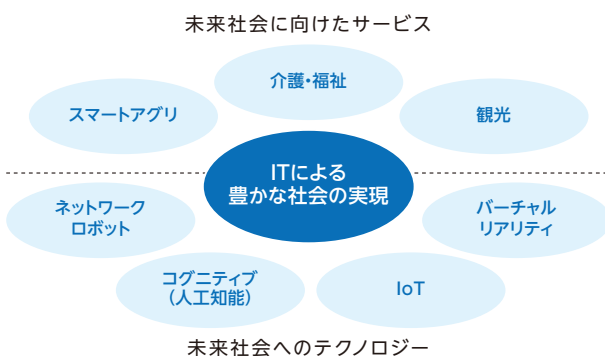 未来社会に向けたサービス
介護・福祉
スマートアグリ
観光
ITによる
豊かな社会の実現
ネットワーク
ロボット
バーチャル
リアリティ
コグニティブ
(人工知能)
IoT
未来社会へのテクノロジー